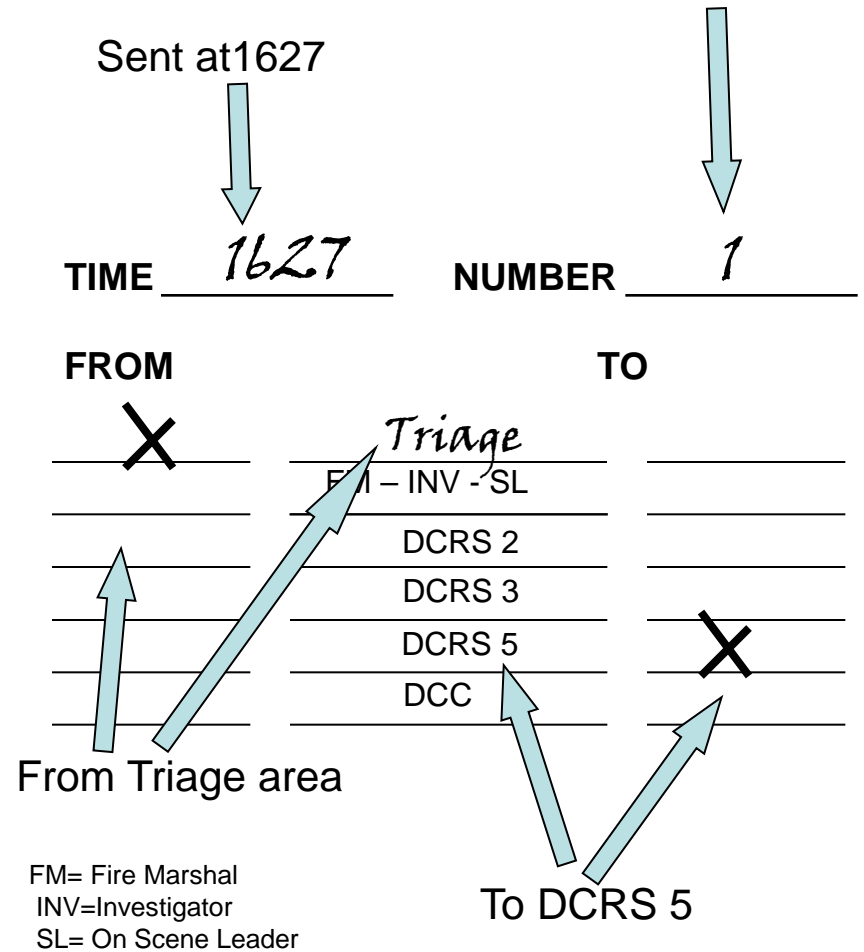 Sent at1627
TIME 1627 NUMBER 1
FROM TO
X Triage
FM – INV - SL
DCRS 2
DCRS 3
DCRS 5 X
DCC
From Triage area
To DCRS 5
FM= Fire Marshal
INV=Investigator
SL= On Scene Leader